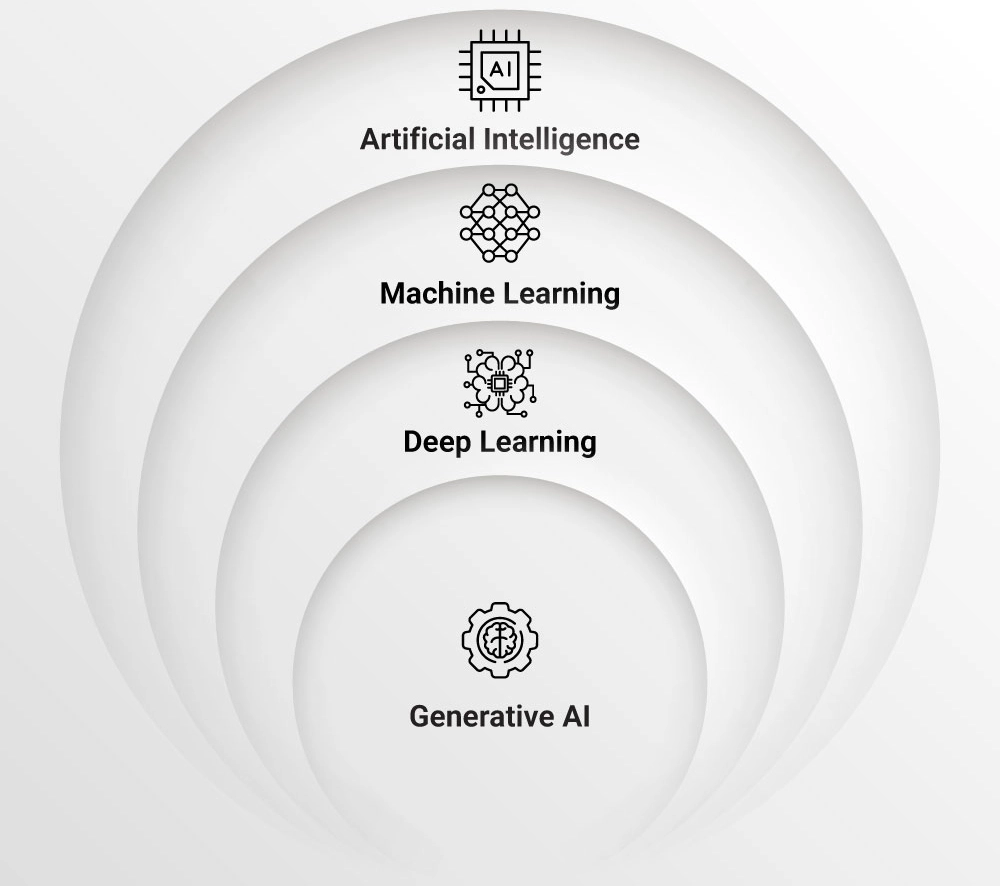 AI
Artificial Intelligence
Machine Learning
Deep Learning
Generative AI